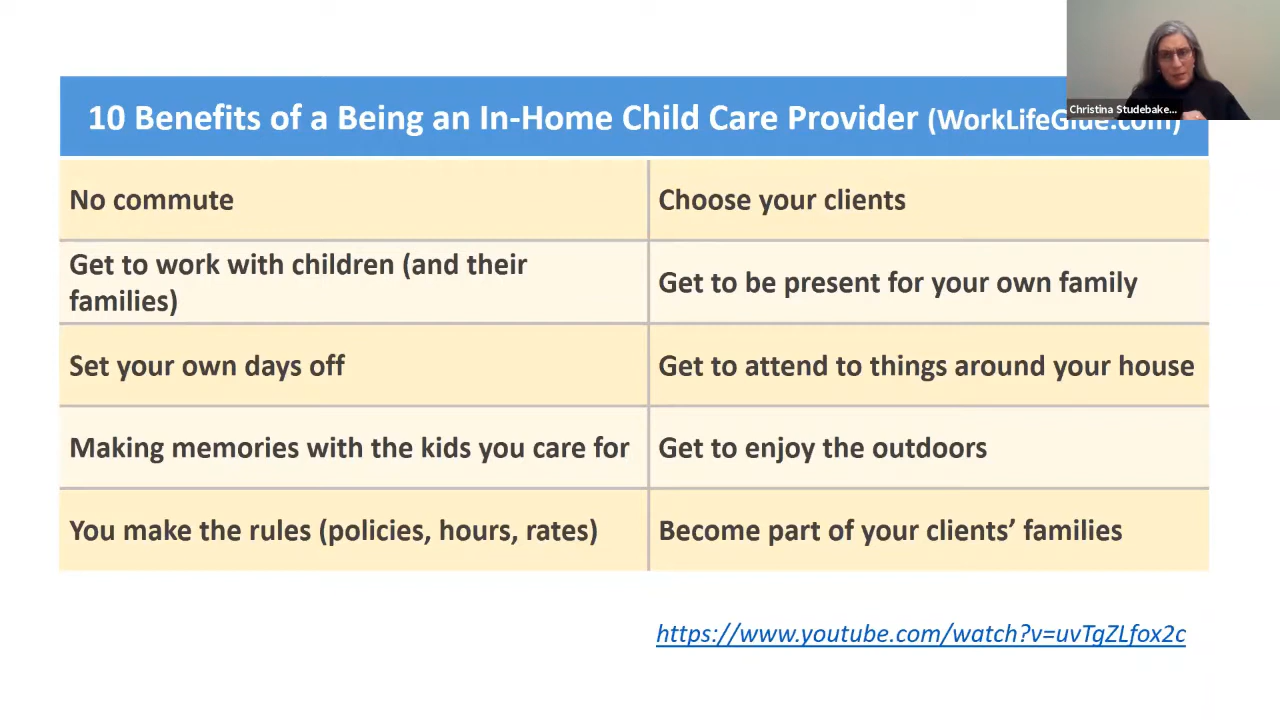 Christina Studebake...
10 Benefits of a Being an In-Home Child Care Provider (WorkLifeGlue.com)
No commute
Choose your clients
Get to work with children (and their
families)
Get to be present for your own family
Set your own days off
Get to attend to things around your house
Making memories with the kids you care for
Get to enjoy the outdoors
You make the rules (policies, hours, rates)
Become part of your clients’ families
https://www.youtube.com/watch?v=uvTgZLfox2c